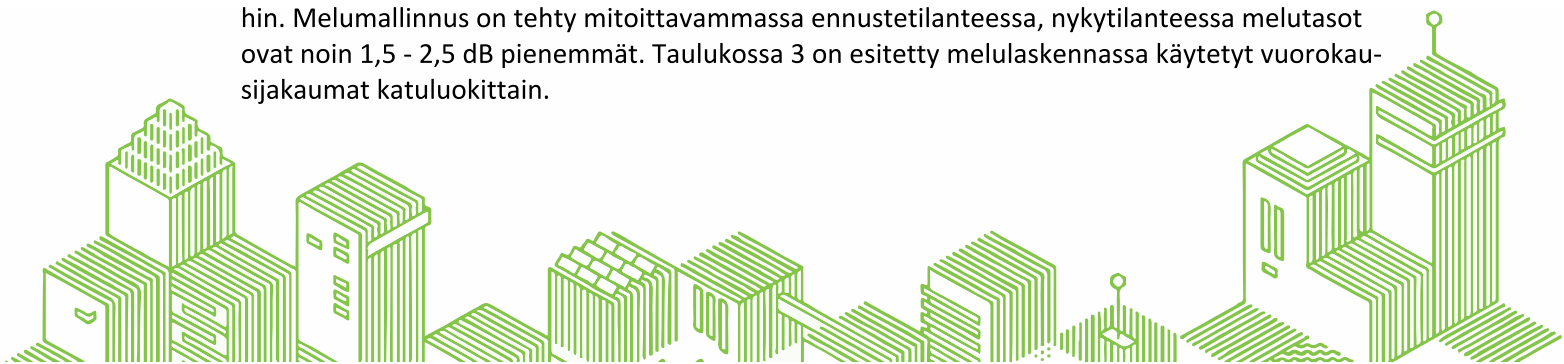 hin. Melumallinnus on tehty mitoittavammassa ennustetilanteessa, nykytilanteessa melutasot
ovat noin 1,5 - 2,5 dB pienemmät. Taulukossa 3 on esitetty melulaskennassa käytetyt vuorokau-
sijakaumat katuluokittain.